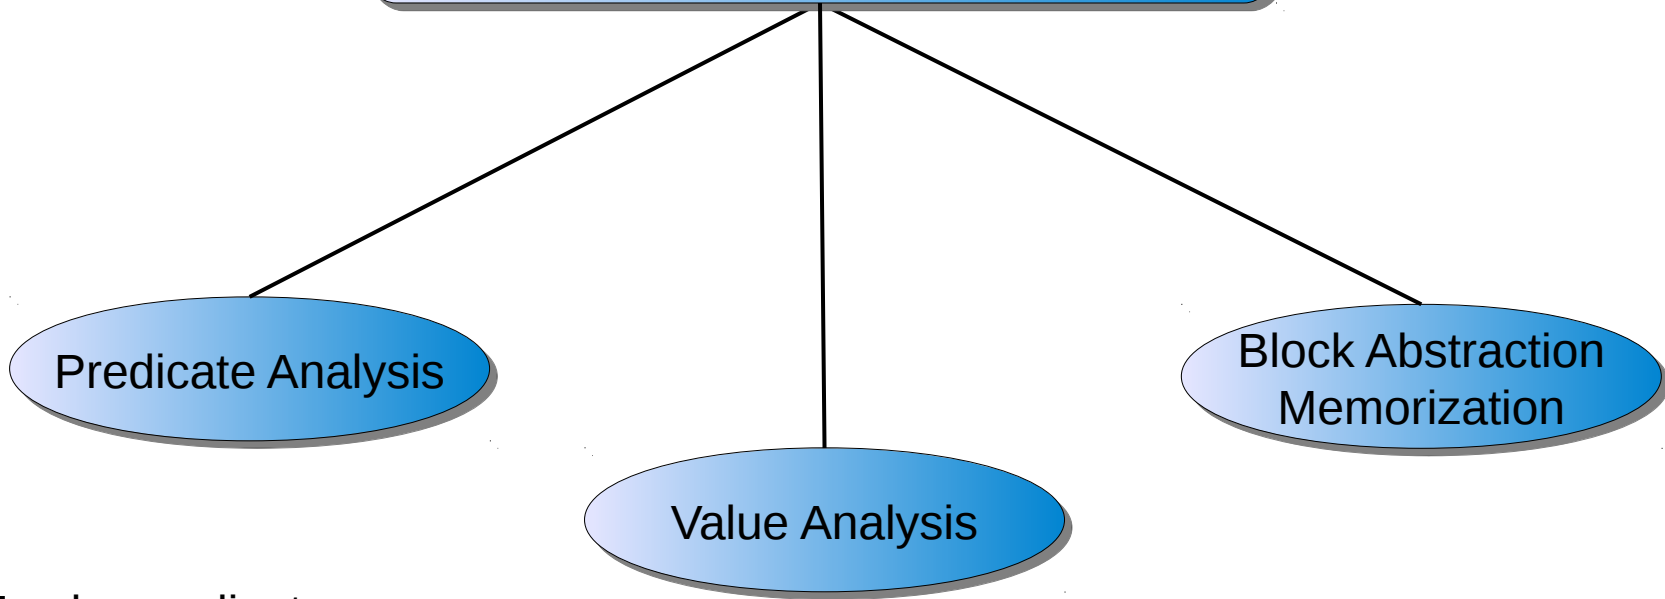 Predicate Analysis
Block Abstraction
Memorization
Value Analysis